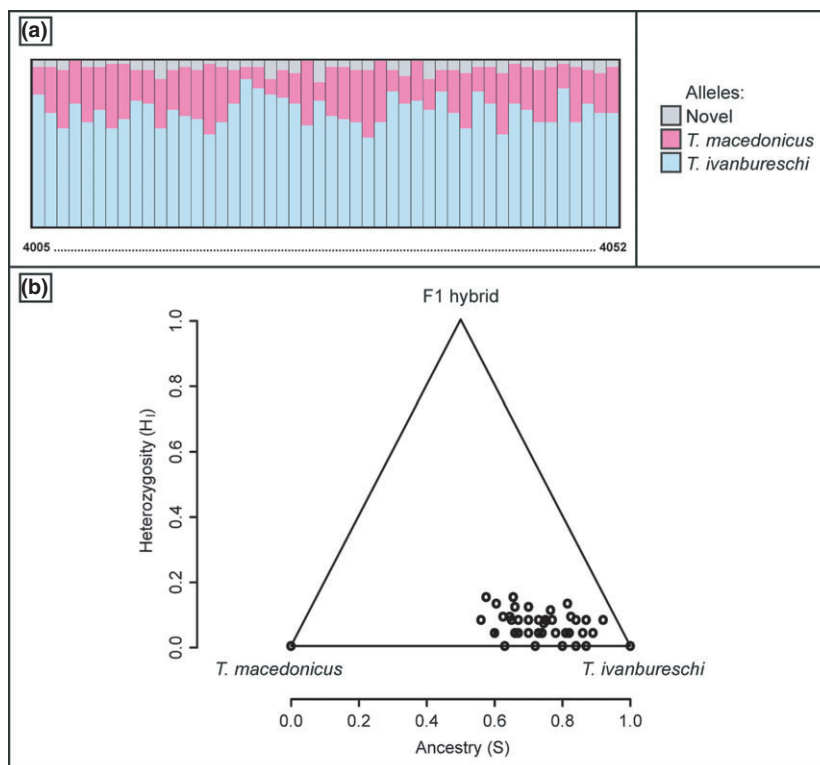 (a)
Alleles:
Novel
T. macedonicus
T. ivanbureschi
4005 ........ 4052
(b)
F1 hybrid
1.0
0.8
0.6
0.4
0.2
0.0
Heterozygosity (H_I)
T. macedonicus
T. ivanbureschi
0.0 0.2 0.4 0.6 0.8 1.0
Ancestry (S)